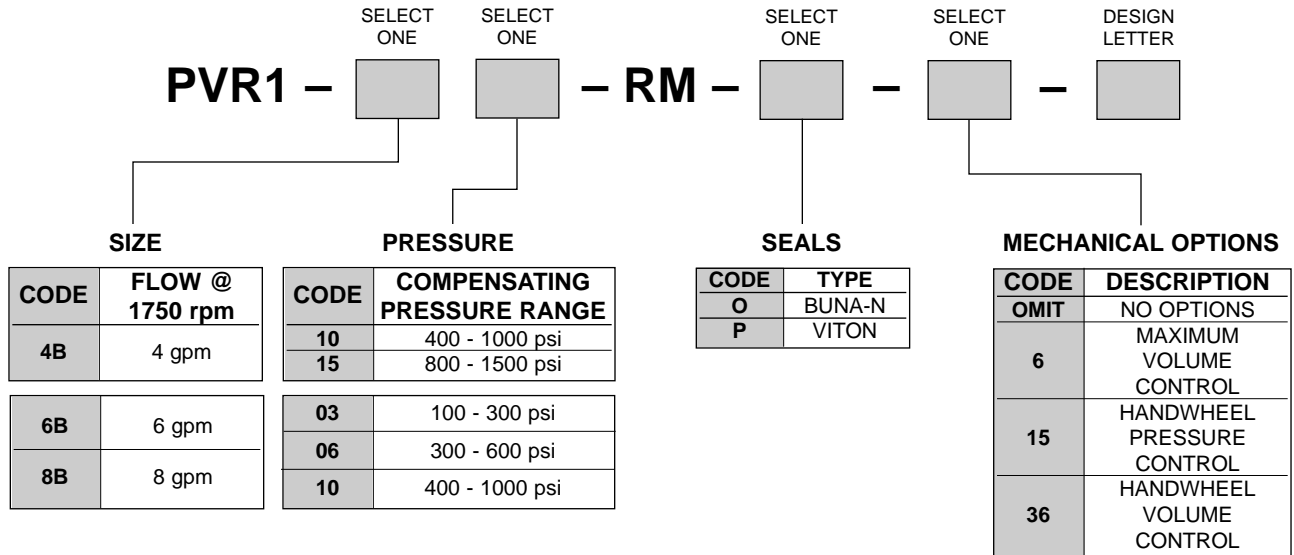 SELECT ONE
SELECT ONE
SELECT ONE
SELECT ONE
DESIGN LETTER
PVR1 – – RM – – –
SIZE
CODE FLOW @ 1750 rpm
4B 4 gpm
6B 6 gpm
8B 8 gpm
PRESSURE
CODE COMPENSATING PRESSURE RANGE
10 400 - 1000 psi
15 800 - 1500 psi
03 100 - 300 psi
06 300 - 600 psi
10 400 - 1000 psi
SEALS
CODE TYPE
O BUNA-N
P VITON
MECHANICAL OPTIONS
CODE DESCRIPTION
OMIT NO OPTIONS
6 MAXIMUM VOLUME CONTROL
15 HANDWHEEL PRESSURE CONTROL
36 HANDWHEEL VOLUME CONTROL